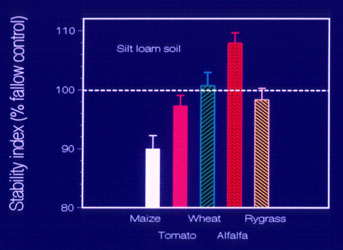 Stability index (% fallow control)
110
100
90
80
Silt loam soil
Maize
Wheat
Rygrass
Tomato
Alfalfa